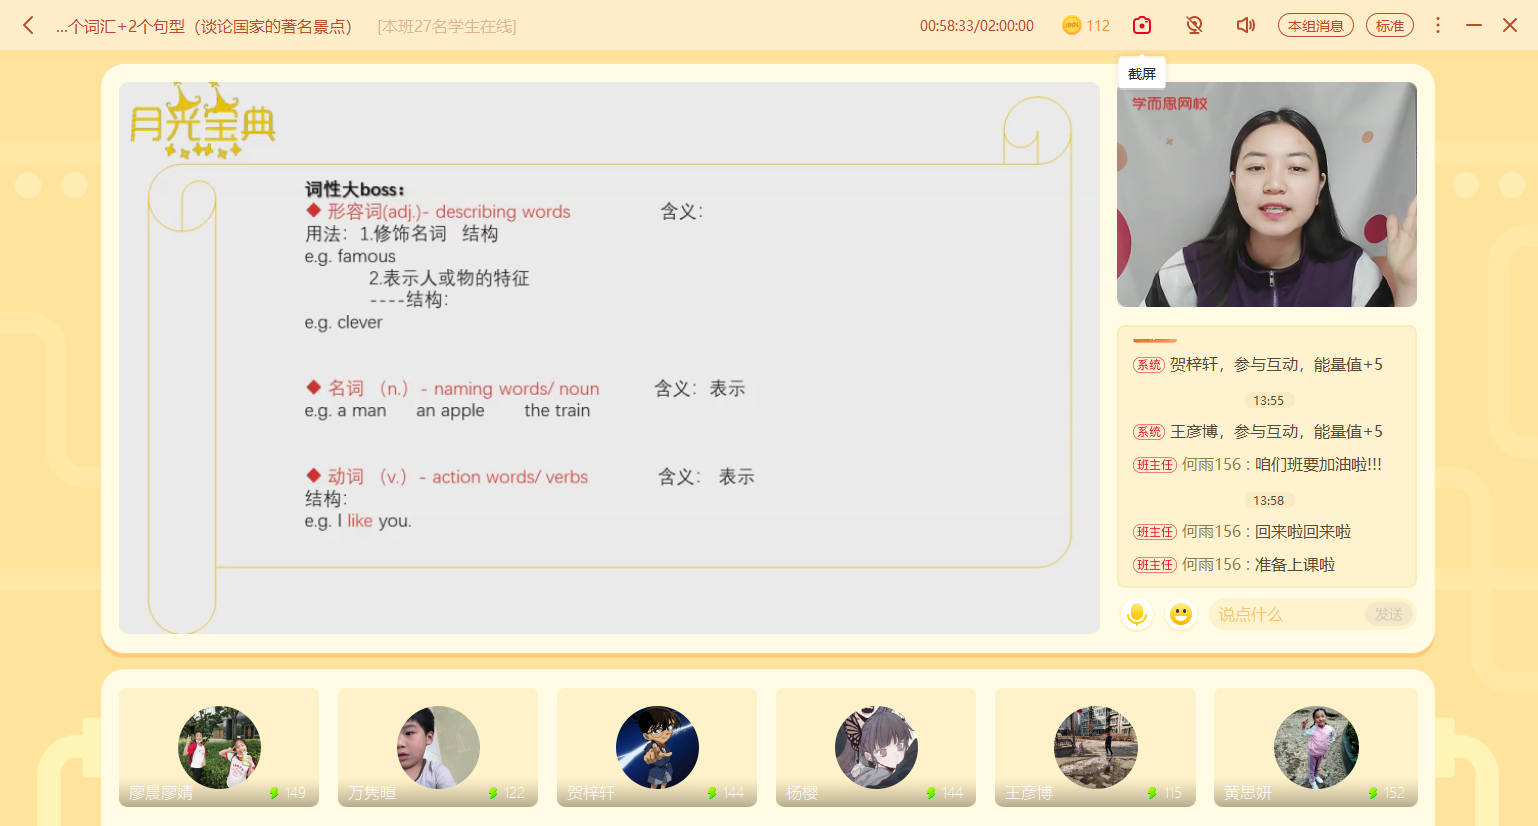 ...个词汇+2个句型（谈论国家的著名景点） [本班27名学生在线] 00:58:33/02:00:00 112 本组消息 标准
截屏
月光宝典
词性大boss：
形容词(adj.)- describing words 含义：
用法：1.修饰名词 结构
e.g. famous
2.表示人或物的特征
----结构：
e.g. clever
名词 （n.）- naming words/ noun 含义：表示
e.g. a man an apple the train
动词 （v.）- action words/ verbs 含义： 表示
结构：
e.g. I like you.
学而思网校
系统 贺梓轩，参与互动，能量值+5
13:55
系统 王彦博，参与互动，能量值+5
班主任 何雨156 : 咱们班要加油啦!!!
13:58
班主任 何雨156 : 回来啦回来啦
班主任 何雨156 : 准备上课啦
说点什么 发送
廖晨廖婧 149
万隽暄 122
贺梓轩 144
杨樱 144
王彦博 115
黄思妍 152